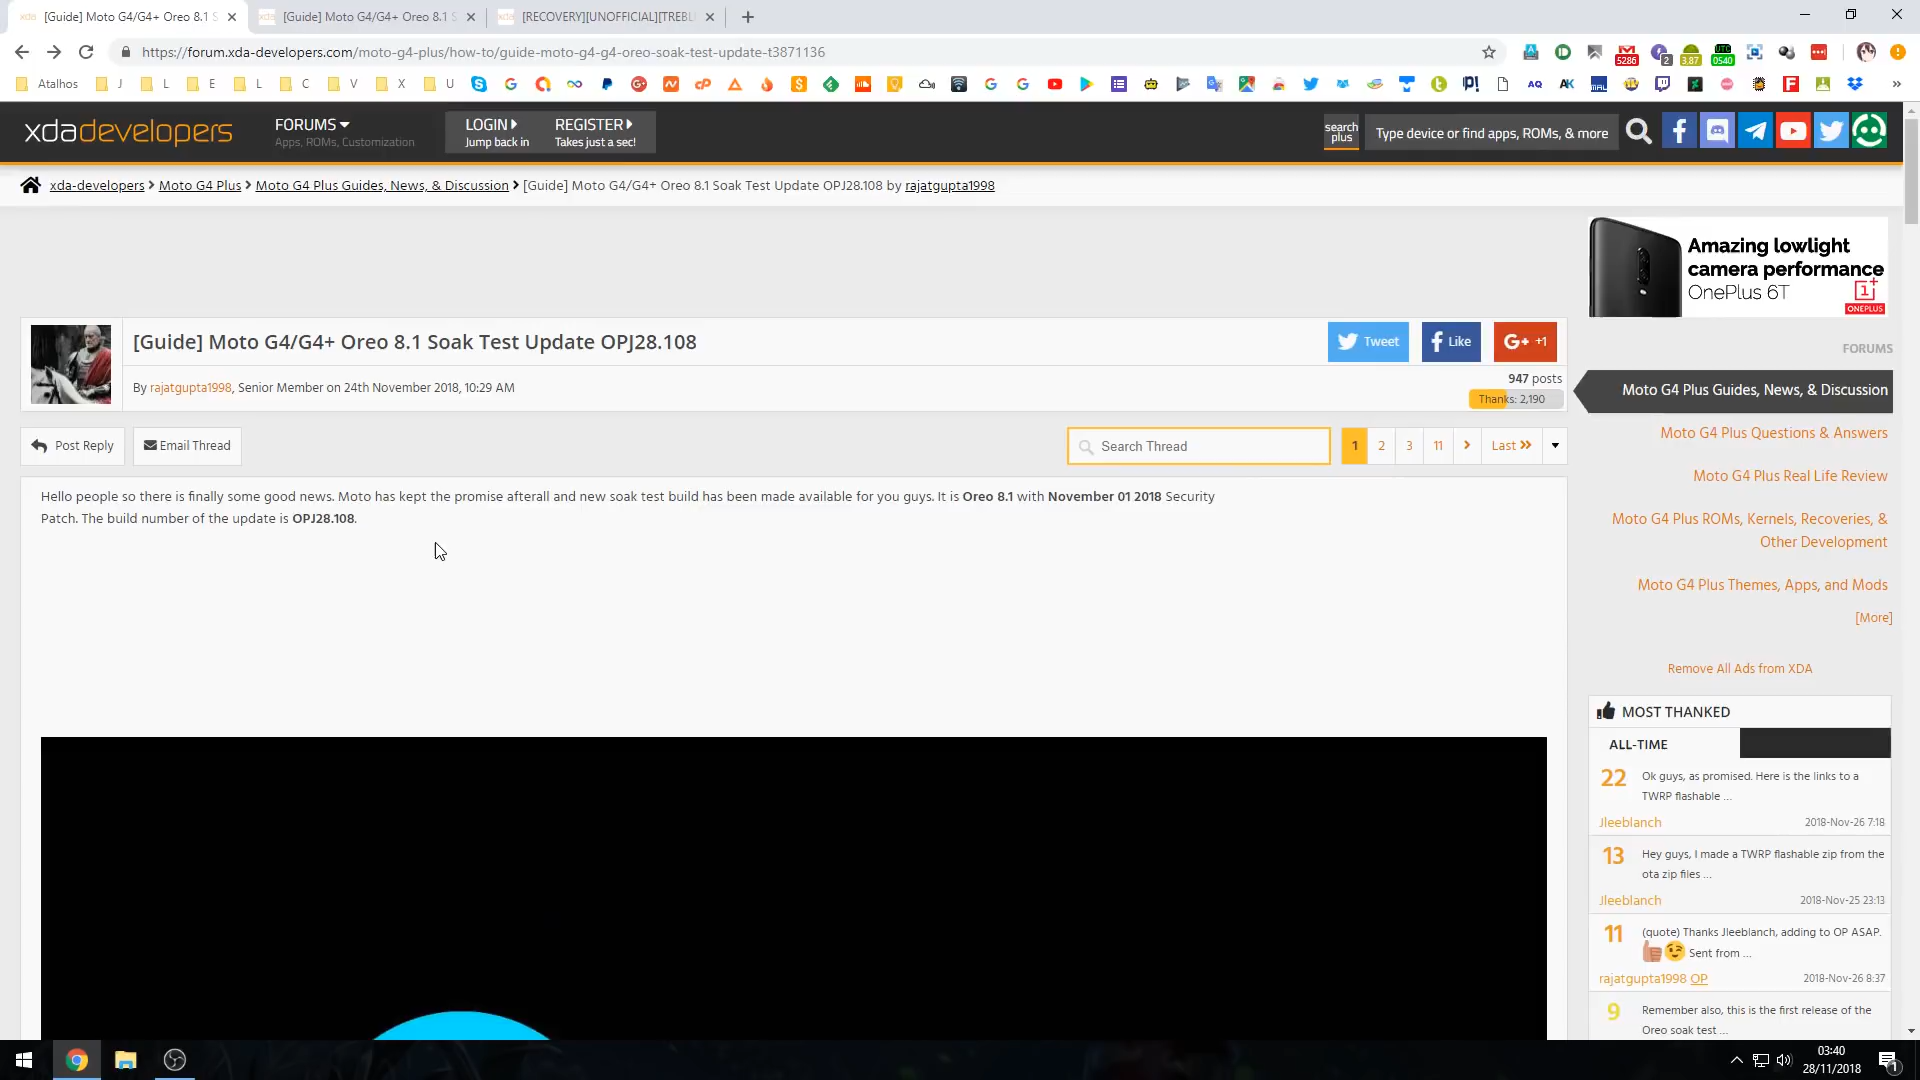 [Guide] Moto G4/G4+ Oreo 8.1 S
[Guide] Moto G4/G4+ Oreo 8.1 S
[RECOVERY][UNOFFICIAL][TREBL
https://forum.xda-developers.com/moto-g4-plus/how-to/guide-moto-g4-g4-oreo-soak-test-update-t3871136
5286
2
3.87
UTC
0540
Atalhos
J
L
E
L
C
V
X
U
xdadevelopers
FORUMS
Apps, ROMs, Customization
LOGIN
Jump back in
REGISTER
Takes just a sec!
search
plus
Type device or find apps, ROMs, & more
xda-developers
Moto G4 Plus
Moto G4 Plus Guides, News, & Discussion
[Guide] Moto G4/G4+ Oreo 8.1 Soak Test Update OPJ28.108 by rajatgupta1998
Amazing lowlight
camera performance
OnePlus 6T
ONEPLUS
[Guide] Moto G4/G4+ Oreo 8.1 Soak Test Update OPJ28.108
Tweet
Like
G+ +1
By rajatgupta1998, Senior Member on 24th November 2018, 10:29 AM
947 posts
Thanks: 2,190
Post Reply
Email Thread
Search Thread
1
2
3
11
Last
Hello people so there is finally some good news. Moto has kept the promise afterall and new soak test build has been made available for you guys. It is Oreo 8.1 with November 01 2018 Security
Patch. The build number of the update is OPJ28.108.
FORUMS
Moto G4 Plus Guides, News, & Discussion
Moto G4 Plus Questions & Answers
Moto G4 Plus Real Life Review
Moto G4 Plus ROMs, Kernels, Recoveries, &
Other Development
Moto G4 Plus Themes, Apps, and Mods
[More]
Remove All Ads from XDA
MOST THANKED
ALL-TIME
22
Ok guys, as promised. Here is the links to a
TWRP flashable ...
Jleeblanch
2018-Nov-26 7:18
13
Hey guys, I made a TWRP flashable zip from the
ota zip files ...
Jleeblanch
2018-Nov-25 23:13
11
(quote) Thanks Jleeblanch, adding to OP ASAP.
Sent from ...
rajatgupta1998 OP
2018-Nov-26 8:37
9
Remember also, this is the first release of the
Oreo soak test ...
03:40
28/11/2018
1